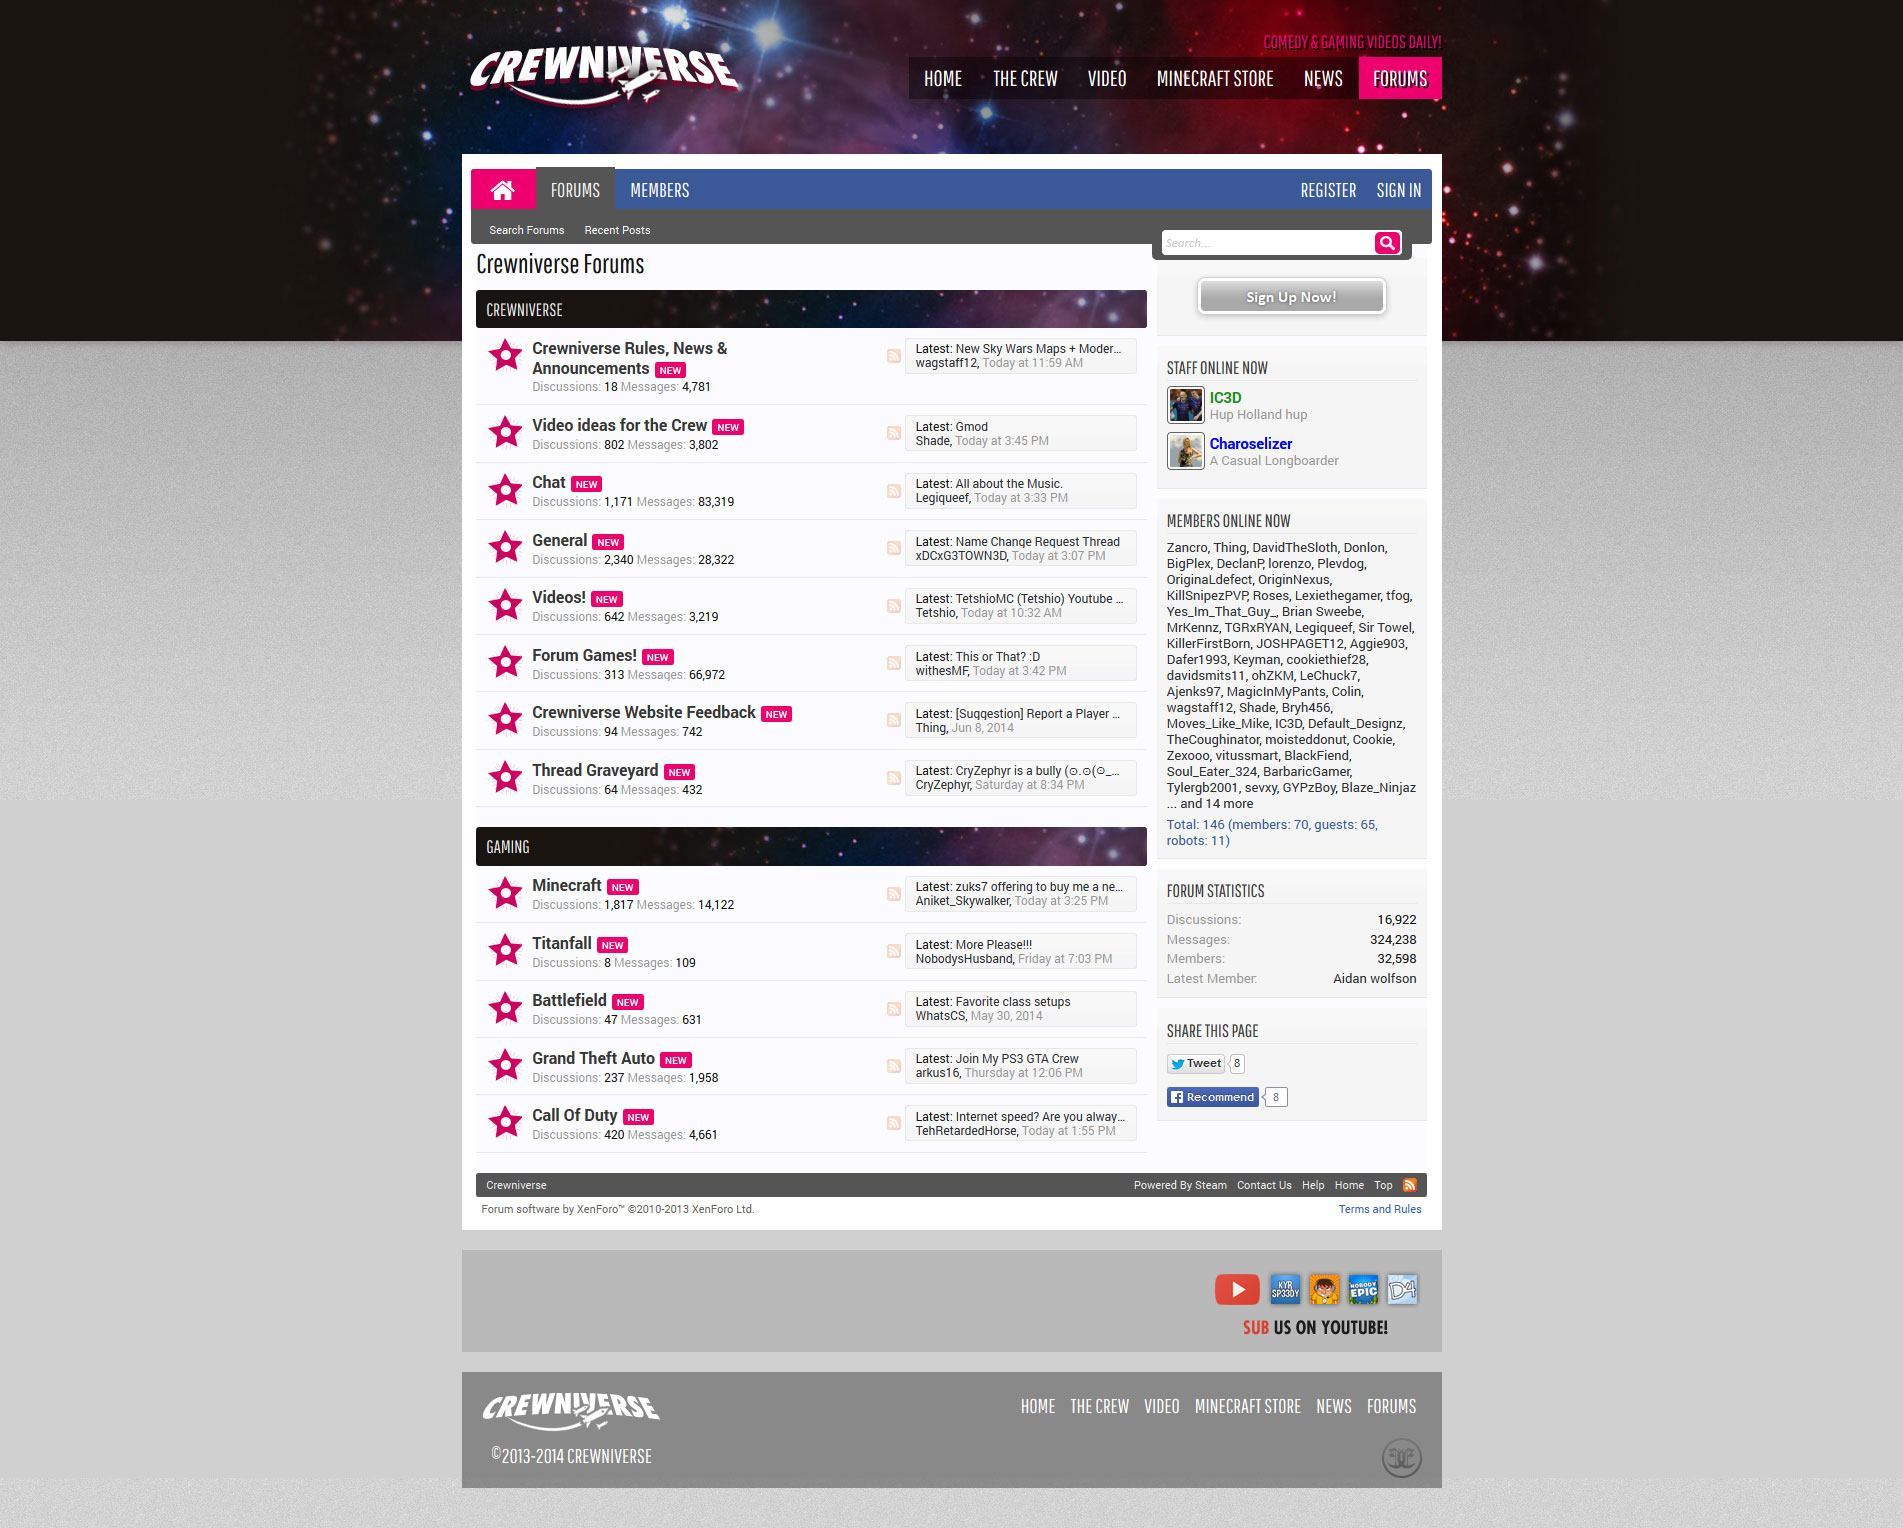 CREWNIVERSE
COMEDY & GAMING VIDEOS DAILY!
HOME THE CREW VIDEO MINECRAFT STORE NEWS FORUMS
FORUMS MEMBERS REGISTER SIGN IN
Search Forums Recent Posts
Search...
Crewniverse Forums
CREWNIVERSE
Crewniverse Rules, News &
Announcements NEW
Discussions: 18 Messages: 4,781
Latest: New Sky Wars Maps + Moder...
wagstaff12, Today at 11:59 AM
Video ideas for the Crew NEW
Discussions: 802 Messages: 3,802
Latest: Gmod
Shade, Today at 3:45 PM
Chat NEW
Discussions: 1,171 Messages: 83,319
Latest: All about the Music.
Legiqueef, Today at 3:33 PM
General NEW
Discussions: 2,340 Messages: 28,322
Latest: Name Change Request Thread
xDCxG3TOWN3D, Today at 3:07 PM
Videos! NEW
Discussions: 642 Messages: 3,219
Latest: TetshioMC (Tetshio) Youtube ...
Tetshio, Today at 10:32 AM
Forum Games! NEW
Discussions: 313 Messages: 66,972
Latest: This or That? :D
withesMF, Today at 3:42 PM
Crewniverse Website Feedback NEW
Discussions: 94 Messages: 742
Latest: [Suggestion] Report a Player ...
Thing, Jun 8, 2014
Thread Graveyard NEW
Discussions: 64 Messages: 432
Latest: CryZephyr is a bully (⊙.⊙(⊙_...
CryZephyr, Saturday at 8:34 PM
GAMING
Minecraft NEW
Discussions: 1,817 Messages: 14,122
Latest: zuks7 offering to buy me a ne...
Aniket_Skywalker, Today at 3:25 PM
Titanfall NEW
Discussions: 8 Messages: 109
Latest: More Please!!!
NobodysHusband, Friday at 7:03 PM
Battlefield NEW
Discussions: 47 Messages: 631
Latest: Favorite class setups
WhatsCS, May 30, 2014
Grand Theft Auto NEW
Discussions: 237 Messages: 1,958
Latest: Join My PS3 GTA Crew
arkus16, Thursday at 12:06 PM
Call Of Duty NEW
Discussions: 420 Messages: 4,661
Latest: Internet speed? Are you alway...
TehRetardedHorse, Today at 1:55 PM
Sign Up Now!
STAFF ONLINE NOW
IC3D
Hup Holland hup
Charoselizer
A Casual Longboarder
MEMBERS ONLINE NOW
Zancro, Thing, DavidTheSloth, Donlon,
BigPlex, DeclanP, lorenzo, Plevdog,
OriginaLdefect, OriginNexus,
KillSnipezPVP, Roses, Lexiethegamer, tfog,
Yes_Im_That_Guy_, Brian Sweebe,
MrKennz, TGRxRYAN, Legiqueef, Sir Towel,
KillerFirstBorn, JOSHPAGET12, Aggie903,
Dafer1993, Keyman, cookiethief28,
davidsmits11, ohZKM, LeChuck7,
Ajenks97, MagicInMyPants, Colin,
wagstaff12, Shade, Bryh456,
Moves_Like_Mike, IC3D, Default_Designz,
TheCoughinator, moisteddonut, Cookie,
Zexooo, vitussmart, BlackFiend,
Soul_Eater_324, BarbaricGamer,
Tylergb2001, sevxy, GYPzBoy, Blaze_Ninjaz
... and 14 more
Total: 146 (members: 70, guests: 65,
robots: 11)
FORUM STATISTICS
Discussions: 16,922
Messages: 324,238
Members: 32,598
Latest Member: Aidan wolfson
SHARE THIS PAGE
Tweet 8
Recommend 8
Crewniverse Powered By Steam Contact Us Help Home Top
Forum software by XenForo™ ©2010-2013 XenForo Ltd. Terms and Rules
KYR SP33DY
NOBODY EPIC
D4
SUB US ON YOUTUBE!
CREWNIVERSE
HOME THE CREW VIDEO MINECRAFT STORE NEWS FORUMS
©2013-2014 CREWNIVERSE